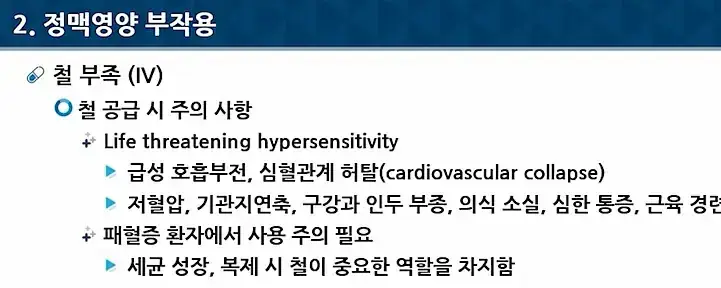 2. 정맥영양 부작용
철 부족 (IV)
철 공급 시 주의 사항
Life threatening hypersensitivity
급성 호흡부전, 심혈관계 허탈(cardiovascular collapse)
저혈압, 기관지연축, 구강과 인두 부종, 의식 소실, 심한 통증, 근육 경련
패혈증 환자에서 사용 주의 필요
세균 성장, 복제 시 철이 중요한 역할을 차지함